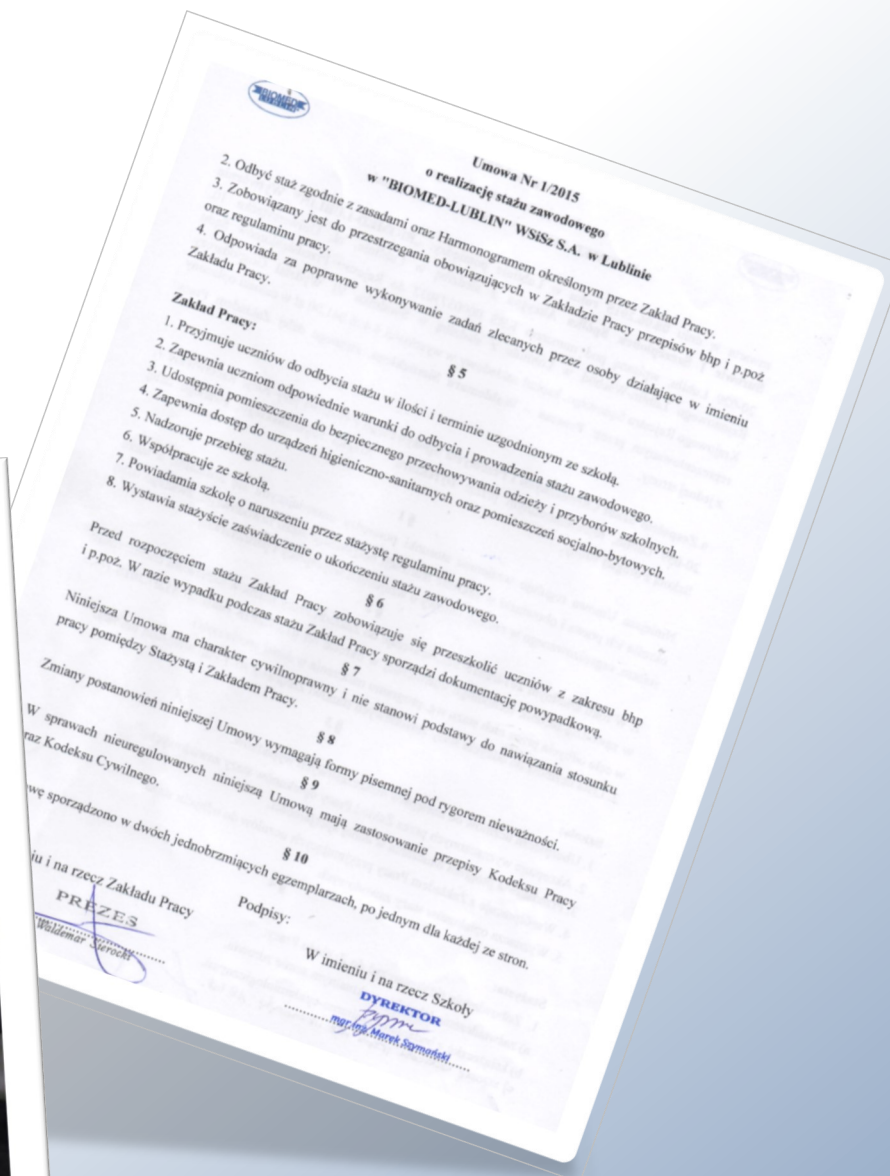 BIOMED
LUBLIN
Umowa Nr 1/2015
o realizację stażu zawodowego
w "BIOMED-LUBLIN" WSiSz S.A. w Lublinie
2. Odbyć staż zgodnie z zasadami oraz Harmonogramem określonym przez Zakład Pracy.
3. Zobowiązany jest do przestrzegania obowiązujących w Zakładzie Pracy przepisów bhp i p.poż
oraz regulaminu pracy.
4. Odpowiada za poprawne wykonywanie zadań zlecanych przez osoby działające w imieniu
Zakładu Pracy.
§ 5
Zakład Pracy:
1. Przyjmuje uczniów do odbycia stażu w ilości i terminie uzgodnionym ze szkołą.
2. Zapewnia uczniom odpowiednie warunki do odbycia i prowadzenia stażu zawodowego.
3. Udostępnia pomieszczenia do bezpiecznego przechowywania odzieży i przyborów szkolnych.
4. Zapewnia dostęp do urządzeń higieniczno-sanitarnych oraz pomieszczeń socjalno-bytowych.
5. Nadzoruje przebieg stażu.
6. Współpracuje ze szkołą.
7. Powiadamia szkołę o naruszeniu przez stażystę regulaminu pracy.
8. Wystawia stażyście zaświadczenie o ukończeniu stażu zawodowego.
§ 6
Przed rozpoczęciem stażu Zakład Pracy zobowiązuje się przeszkolić uczniów z zakresu bhp
i p.poż. W razie wypadku podczas stażu Zakład Pracy sporządzi dokumentację powypadkową.
§ 7
Niniejsza Umowa ma charakter cywilnoprawny i nie stanowi podstawy do nawiązania stosunku
pracy pomiędzy Stażystą i Zakładem Pracy.
§ 8
Zmiany postanowień niniejszej Umowy wymagają formy pisemnej pod rygorem nieważności.
§ 9
W sprawach nieuregulowanych niniejszą Umową mają zastosowanie przepisy Kodeksu Pracy
raz Kodeksu Cywilnego.
§ 10
wę sporządzono w dwóch jednobrzmiących egzemplarzach, po jednym dla każdej ze stron.
Podpisy:
iu i na rzecz Zakładu Pracy
PREZES
Waldemar Sierocki
W imieniu i na rzecz Szkoły
DYREKTOR
mgr inż. Marek Szymański